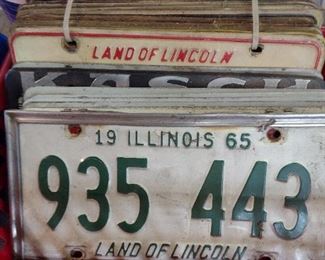 LAND OF LINCOLN
19 ILLINOIS 65
935 443
LAND OF LINCOLN